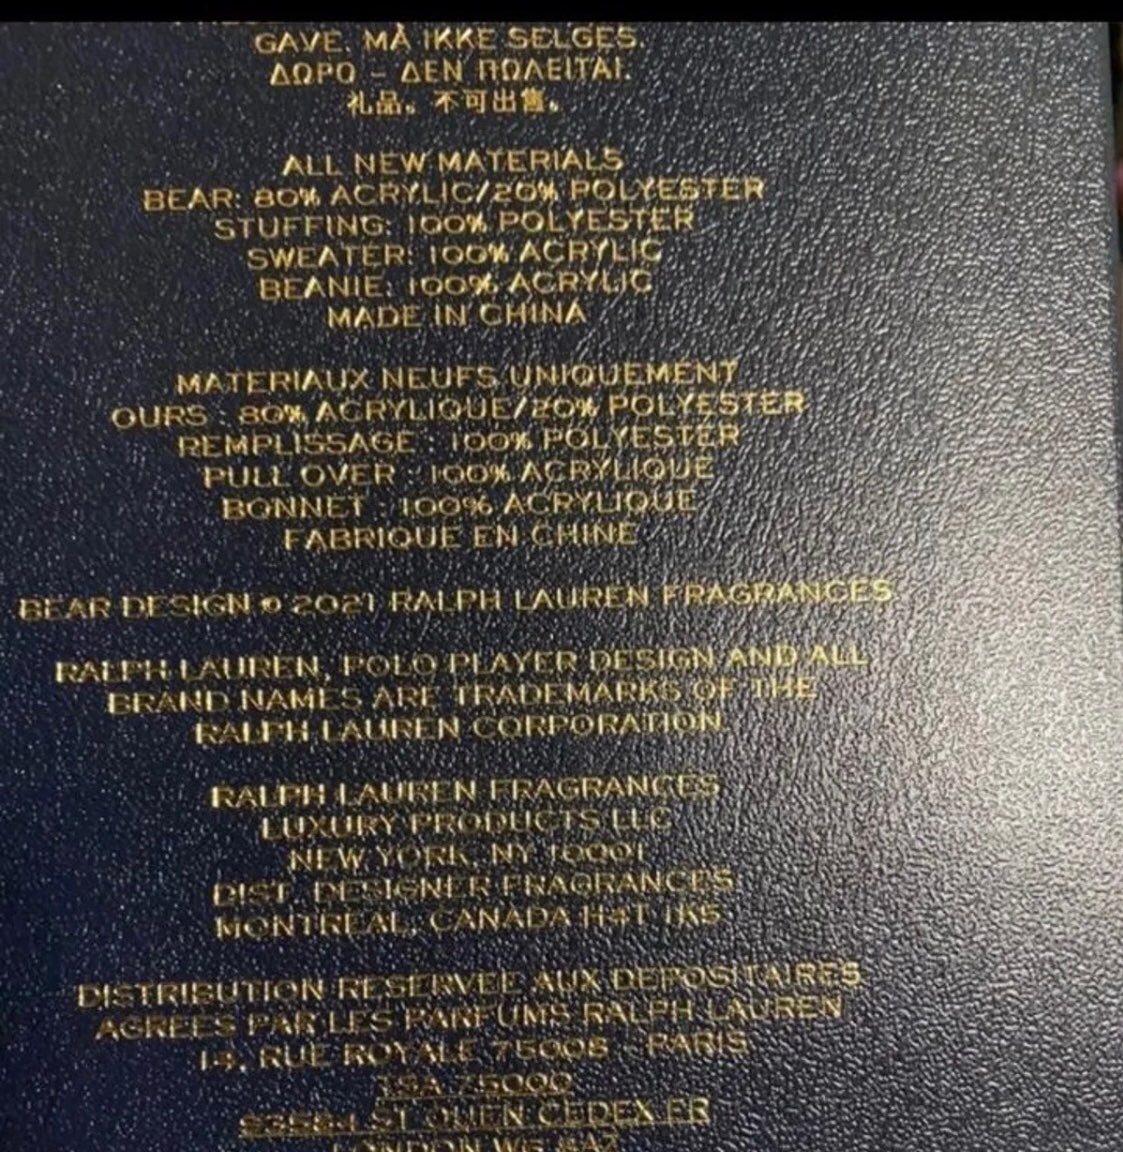 GAVE. MÅ IKKE SELGES.
ΔΩΡΟ – ΔΕΝ ΠΩΛΕΙΤΑΙ.
礼品。不可出售。
ALL NEW MATERIALS
BEAR: 80% ACRYLIC/20% POLYESTER
STUFFING: 100% POLYESTER
SWEATER: 100% ACRYLIC
BEANIE: 100% ACRYLIC
MADE IN CHINA
MATERIAUX NEUFS UNIQUEMENT
OURS : 80% ACRYLIQUE/20% POLYESTER
REMPLISSAGE : 100% POLYESTER
PULL OVER : 100% ACRYLIQUE
BONNET : 100% ACRYLIQUE
FABRIQUE EN CHINE
BEAR DESIGN © 2021 RALPH LAUREN FRAGRANCES
RALPH LAUREN, POLO PLAYER DESIGN AND ALL
BRAND NAMES ARE TRADEMARKS OF THE
RALPH LAUREN CORPORATION
RALPH LAUREN FRAGRANCES
LUXURY PRODUCTS LLC
NEW YORK, NY 10001
DIST. DESIGNER FRAGRANCES
MONTREAL, CANADA H4T 1K5
DISTRIBUTION RESERVEE AUX DEPOSITAIRES
AGREES PAR LES PARFUMS RALPH LAUREN
14, RUE ROYALE 75008 PARIS
TSA 75000
93584 ST OUEN CEDEX FR
LONDON W6